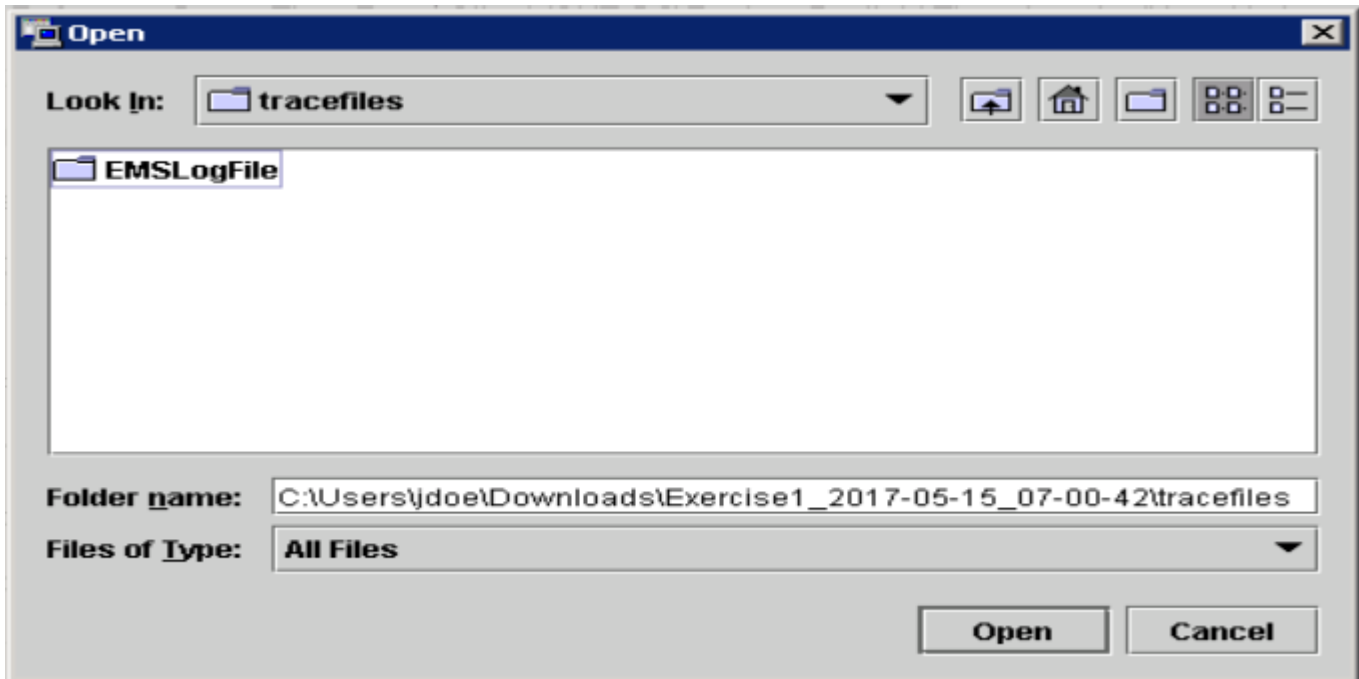 Open
Look In: tracefiles
EMSLogFile
Folder name: C:\Users\jdoe\Downloads\Exercise1_2017-05-15_07-00-42\tracefiles
Files of Type: All Files
Open Cancel